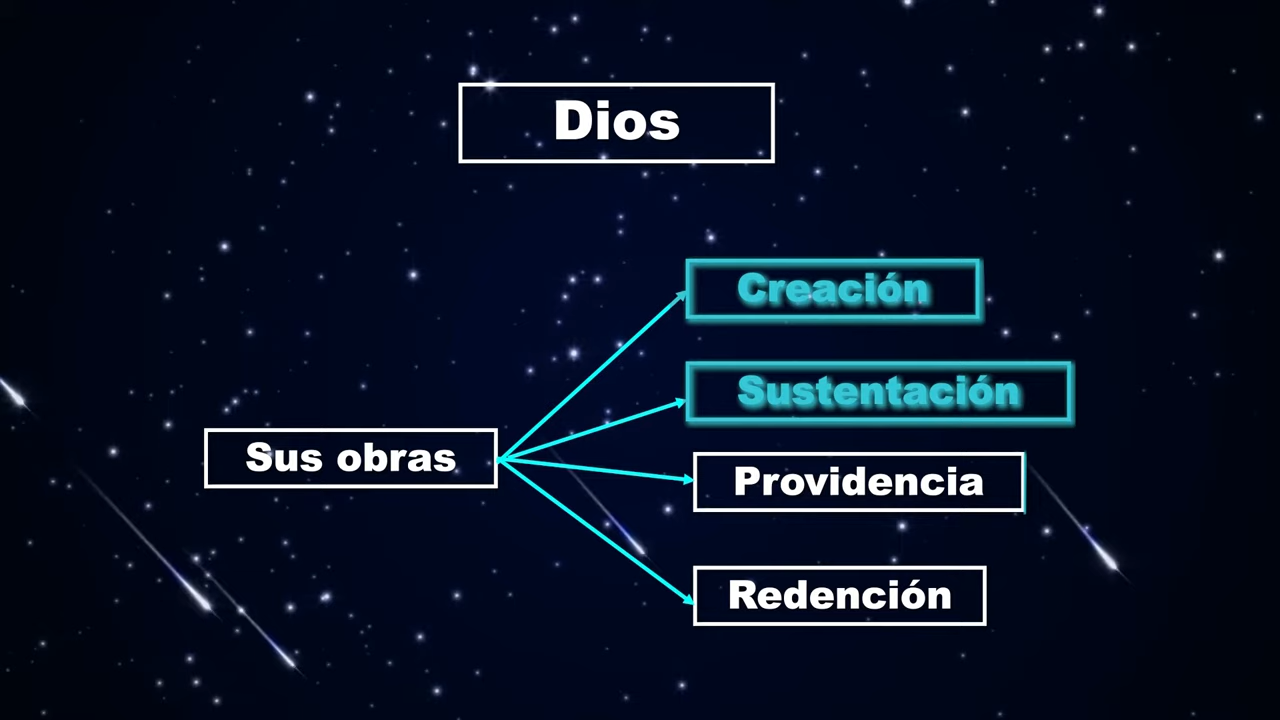 Dios
Creación
Sustentación
Sus obras
Providencia
Redención